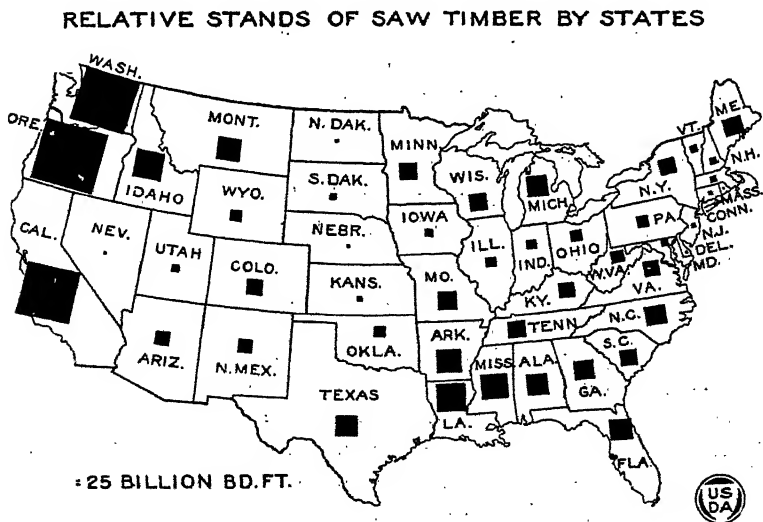 RELATIVE STANDS OF SAW TIMBER BY STATES
WASH.
ORE.
MONT.
IDAHO
WYO.
N. DAK.
S. DAK.
NEBR.
KANS.
MINN.
WIS.
MICH.
IOWA
ILL.
IND.
OHIO
N.Y.
VT.
ME.
N.H.
MASS.
CONN.
N.J.
DEL.
MD.
PA.
W.VA.
VA.
CAL.
NEV.
UTAH
COLO.
MO.
KY.
TENN.
N.C.
S.C.
ARIZ.
N.MEX.
OKLA.
ARK.
MISS.
ALA.
GA.
TEXAS
LA.
FLA.
= 25 BILLION BD.FT.
US
DA